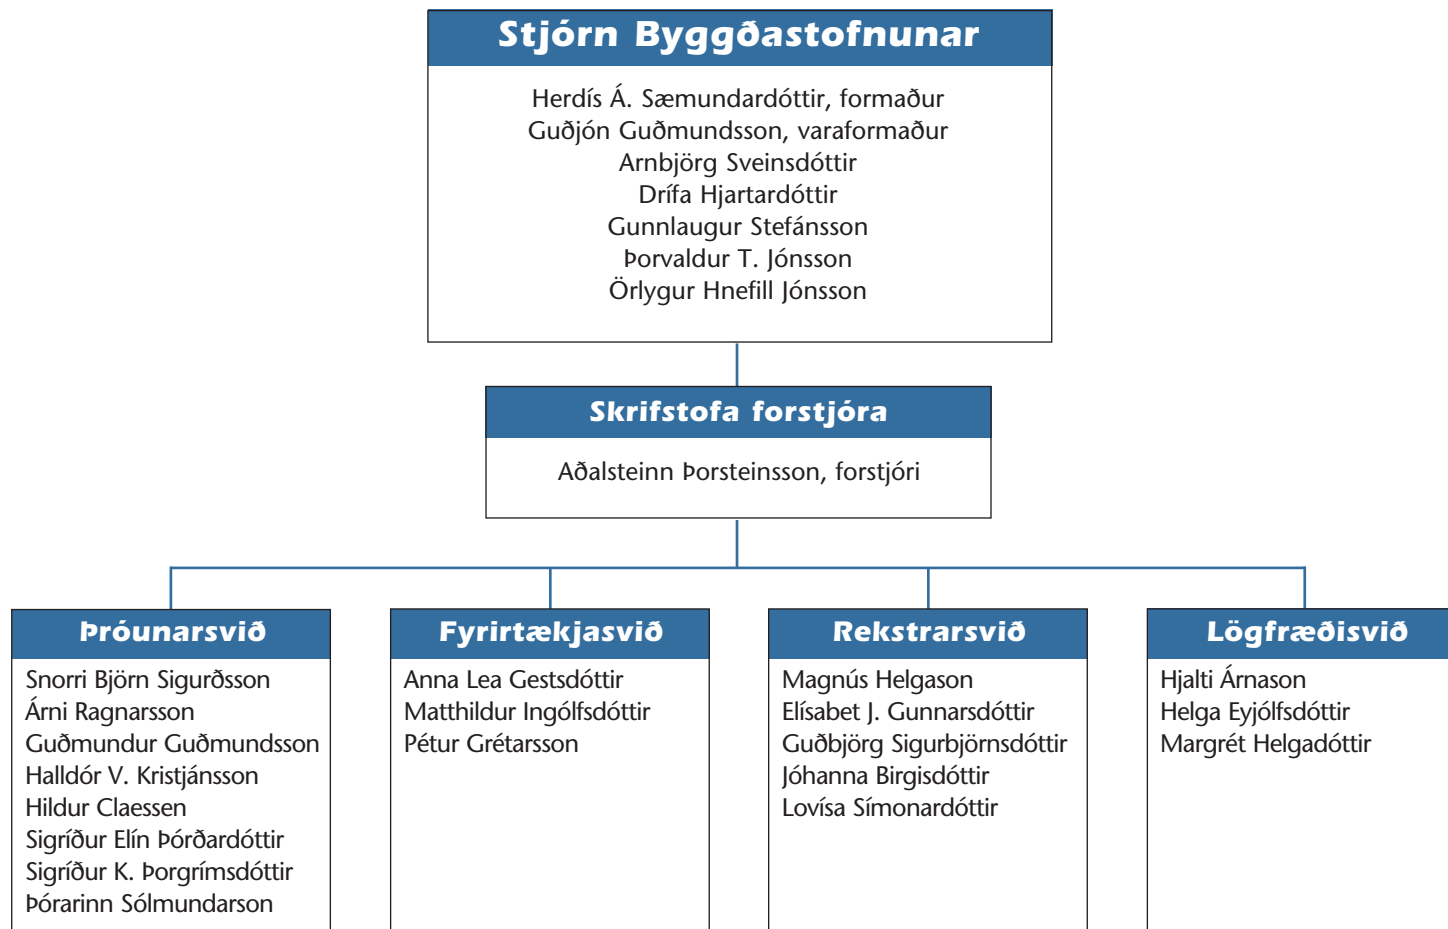 Stjórn Byggðastofnunar
Herdís Á. Sæmundardóttir, formaður
Guðjón Guðmundsson, varaformaður
Arnbjörg Sveinsdóttir
Drífa Hjartardóttir
Gunnlaugur Stefánsson
Þorvaldur T. Jónsson
Örlygur Hnefill Jónsson
Skrifstofa forstjóra
Aðalsteinn Þorsteinsson, forstjóri
Þróunarsvið
Snorri Björn Sigurðsson
Árni Ragnarsson
Guðmundur Guðmundsson
Halldór V. Kristjánsson
Hildur Claessen
Sigríður Elín Þórðardóttir
Sigríður K. Þorgrímsdóttir
Þórarinn Sólmundarson
Fyrirtækjasvið
Anna Lea Gestsdóttir
Matthildur Ingólfsdóttir
Pétur Grétarsson
Rekstrarsvið
Magnús Helgason
Elísabet J. Gunnarsdóttir
Guðbjörg Sigurbjörnsdóttir
Jóhanna Birgisdóttir
Lovísa Símonardóttir
Lögfræðisvið
Hjalti Árnason
Helga Eyjólfsdóttir
Margrét Helgadóttir